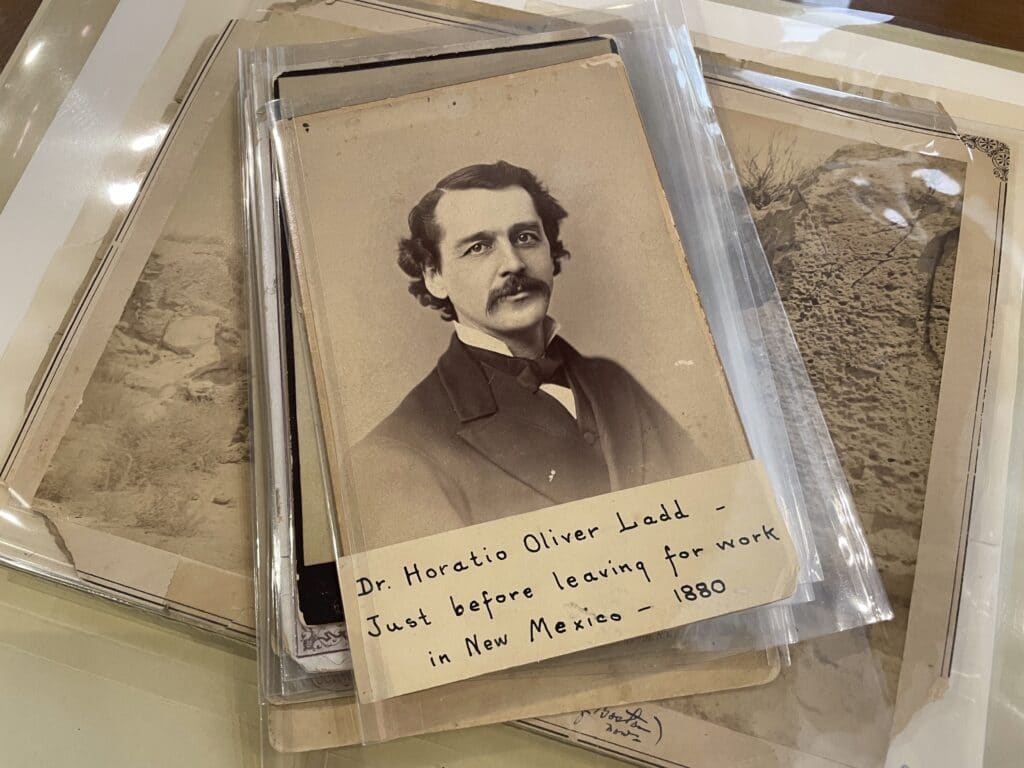 Dr. Horatio Oliver Ladd -
Just before leaving for work
in New Mexico - 1880